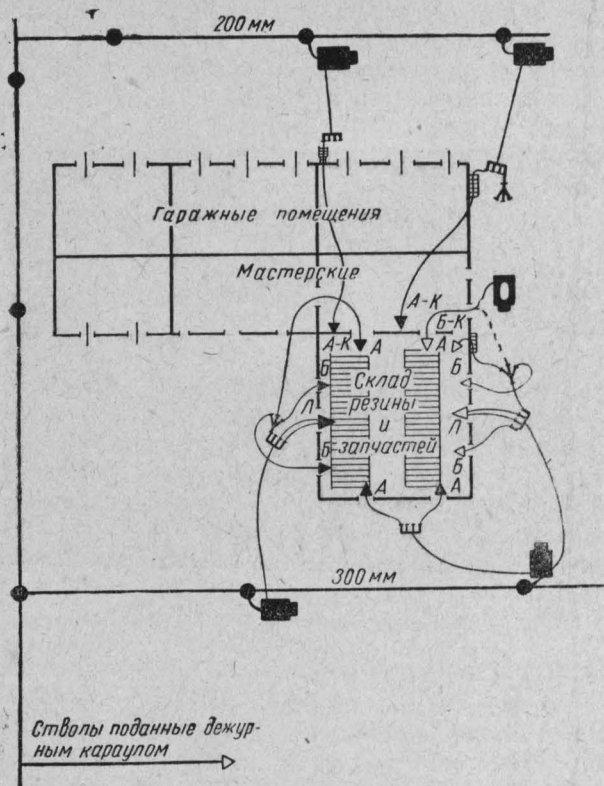 200 мм
Гаражные помещения
Мастерские
А-К
Б-К
А-К
А
А
Б
Б
Склад
резины
и
запчастей
Л
Л
Б
Б
А
А
300 мм
Стволы поданные дежур-
ным караулом